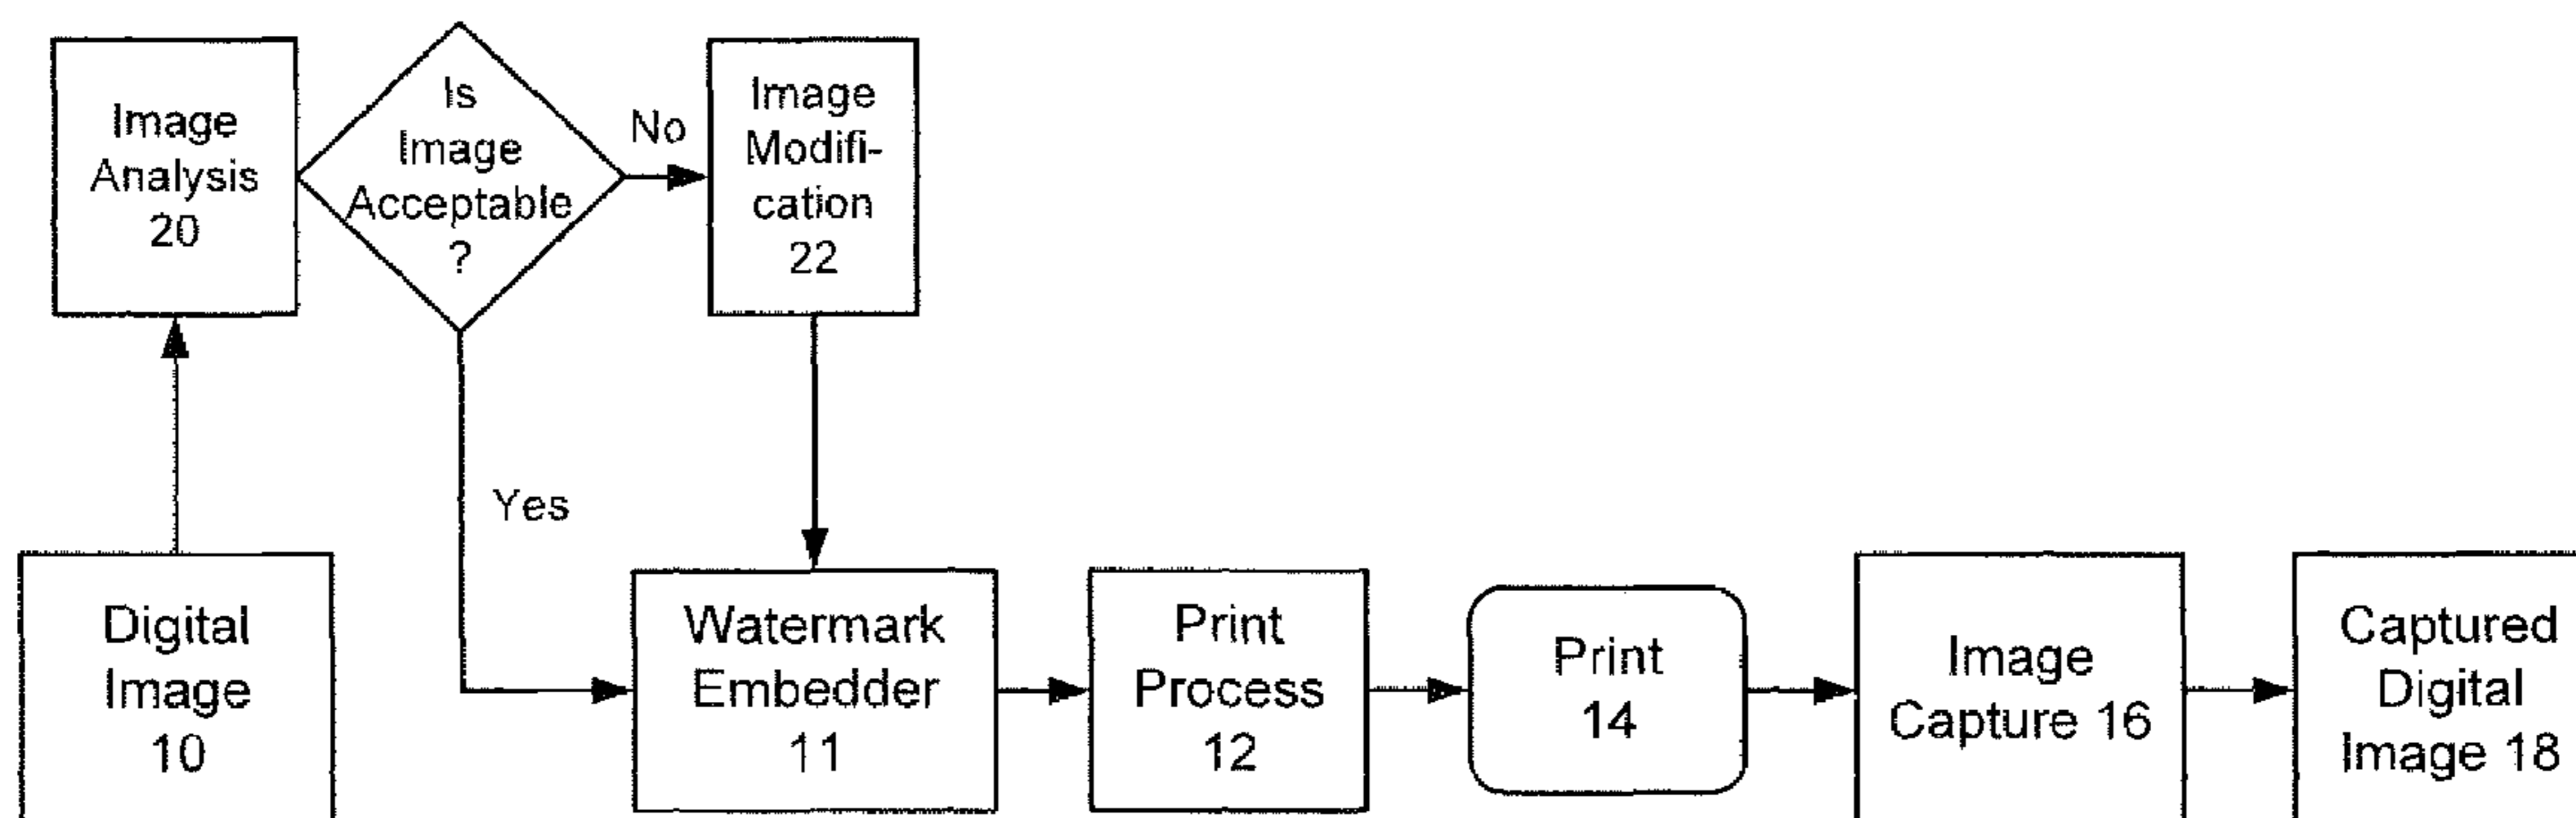 Image
Analysis
20
Is
Image
Acceptable
?
No
Image
Modifi-
cation
22
Yes
Digital
Image
10
Watermark
Embedder
11
Print
Process
12
Print
14
Image
Capture 16
Captured
Digital
Image 18